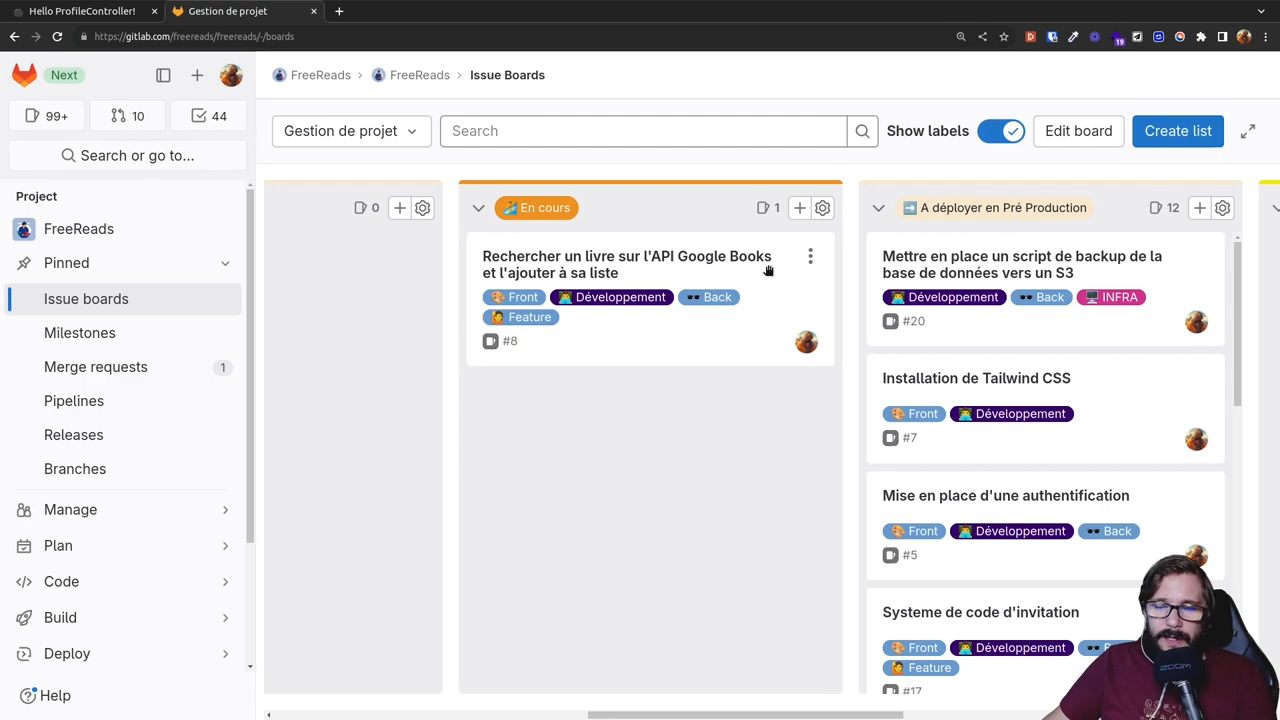 Hello ProfileController!
Gestion de projet
https://gitlab.com/freereads/freereads/-/boards
19
Next
99+
10
44
Search or go to...
Project
FreeReads
Pinned
Issue boards
Milestones
Merge requests
1
Pipelines
Releases
Branches
Manage
Plan
Code
Build
Deploy
Help
FreeReads
FreeReads
Issue Boards
Gestion de projet
Search
Show labels
Edit board
Create list
0
En cours
1
Rechercher un livre sur l'API Google Books
et l'ajouter à sa liste
Front
Développement
Back
Feature
#8
A déployer en Pré Production
12
Mettre en place un script de backup de la
base de données vers un S3
Développement
Back
INFRA
#20
Installation de Tailwind CSS
Front
Développement
#7
Mise en place d'une authentification
Front
Développement
Back
#5
Systeme de code d'invitation
Front
Développement
Feature
#17
zoom